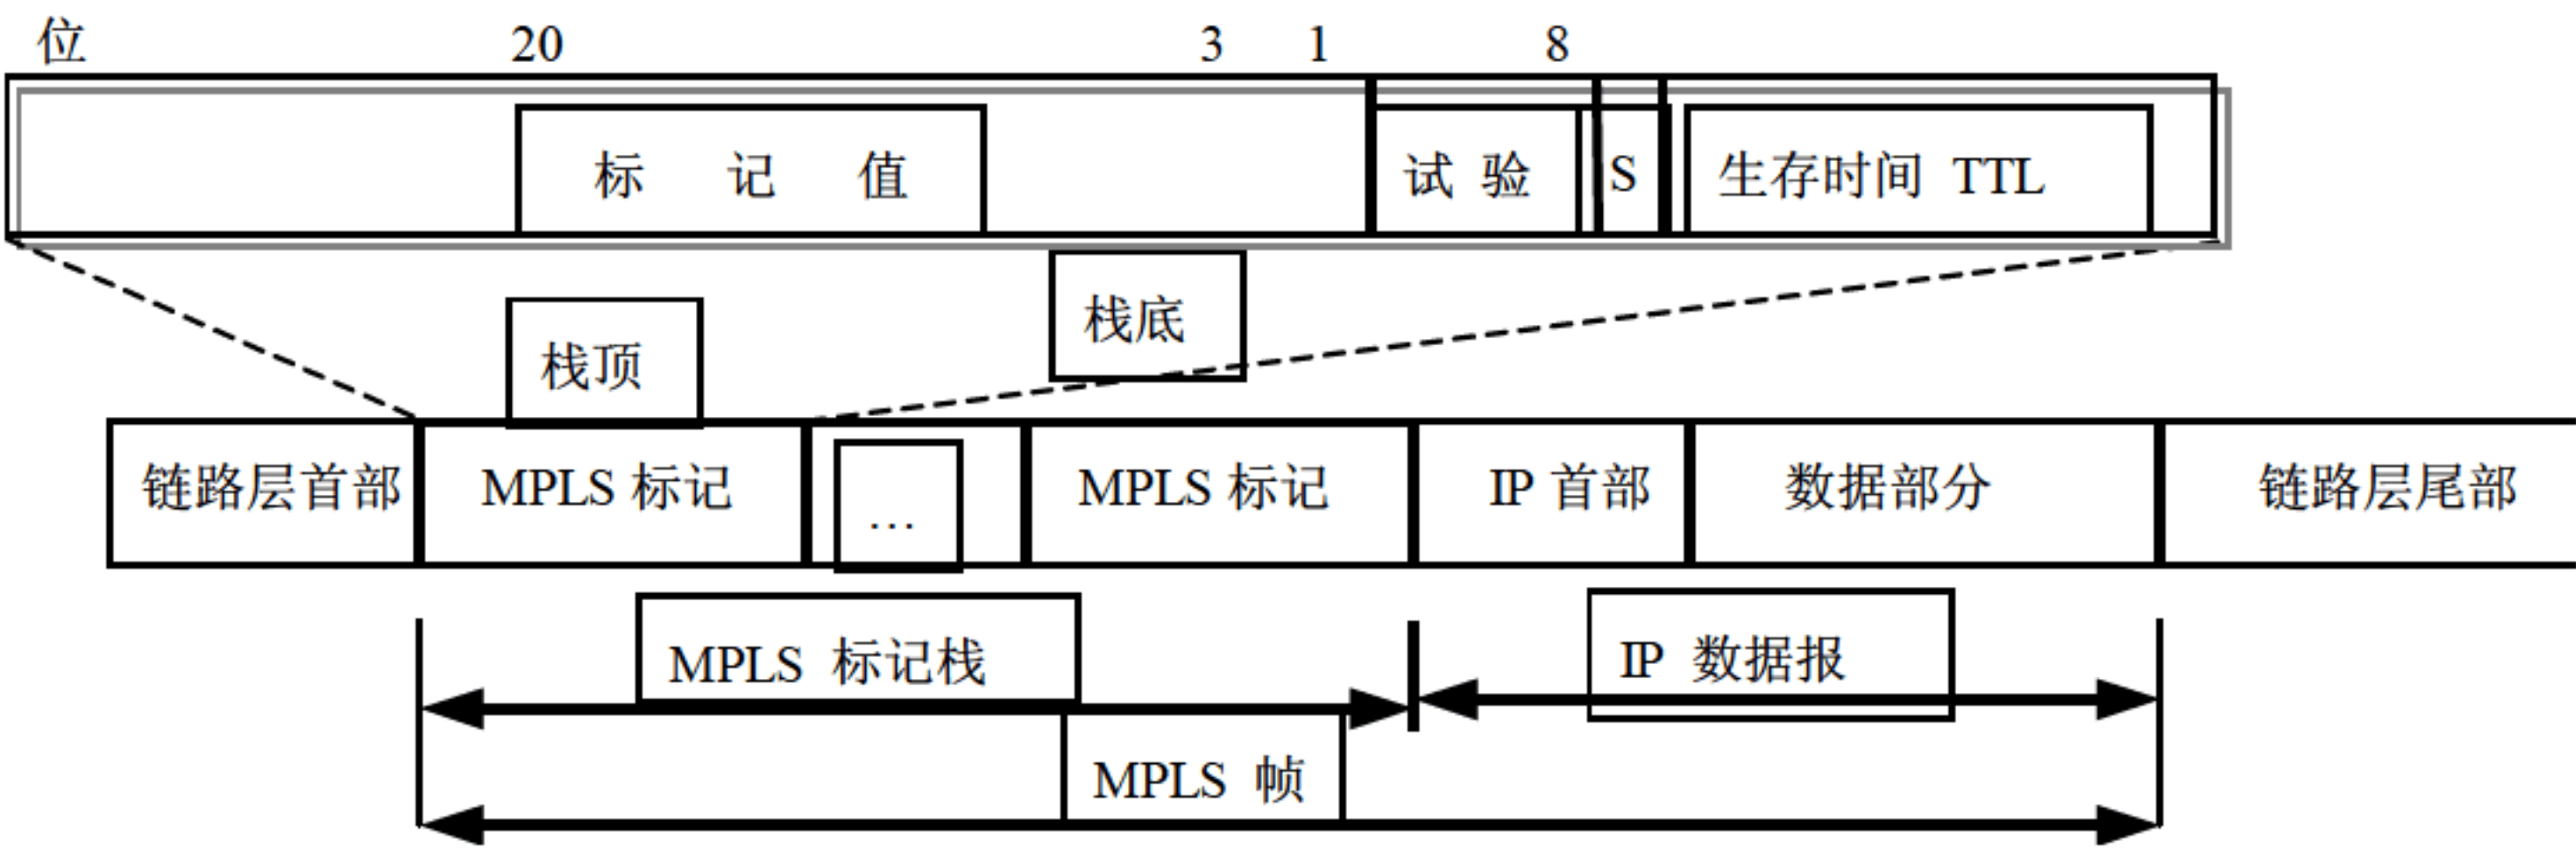 位 20 3 1 8
标 记 值 试 验 S 生存时间 TTL
栈底
栈顶
链路层首部 MPLS 标记 … MPLS 标记 IP 首部 数据部分 链路层尾部
MPLS 标记栈 IP 数据报
MPLS 帧